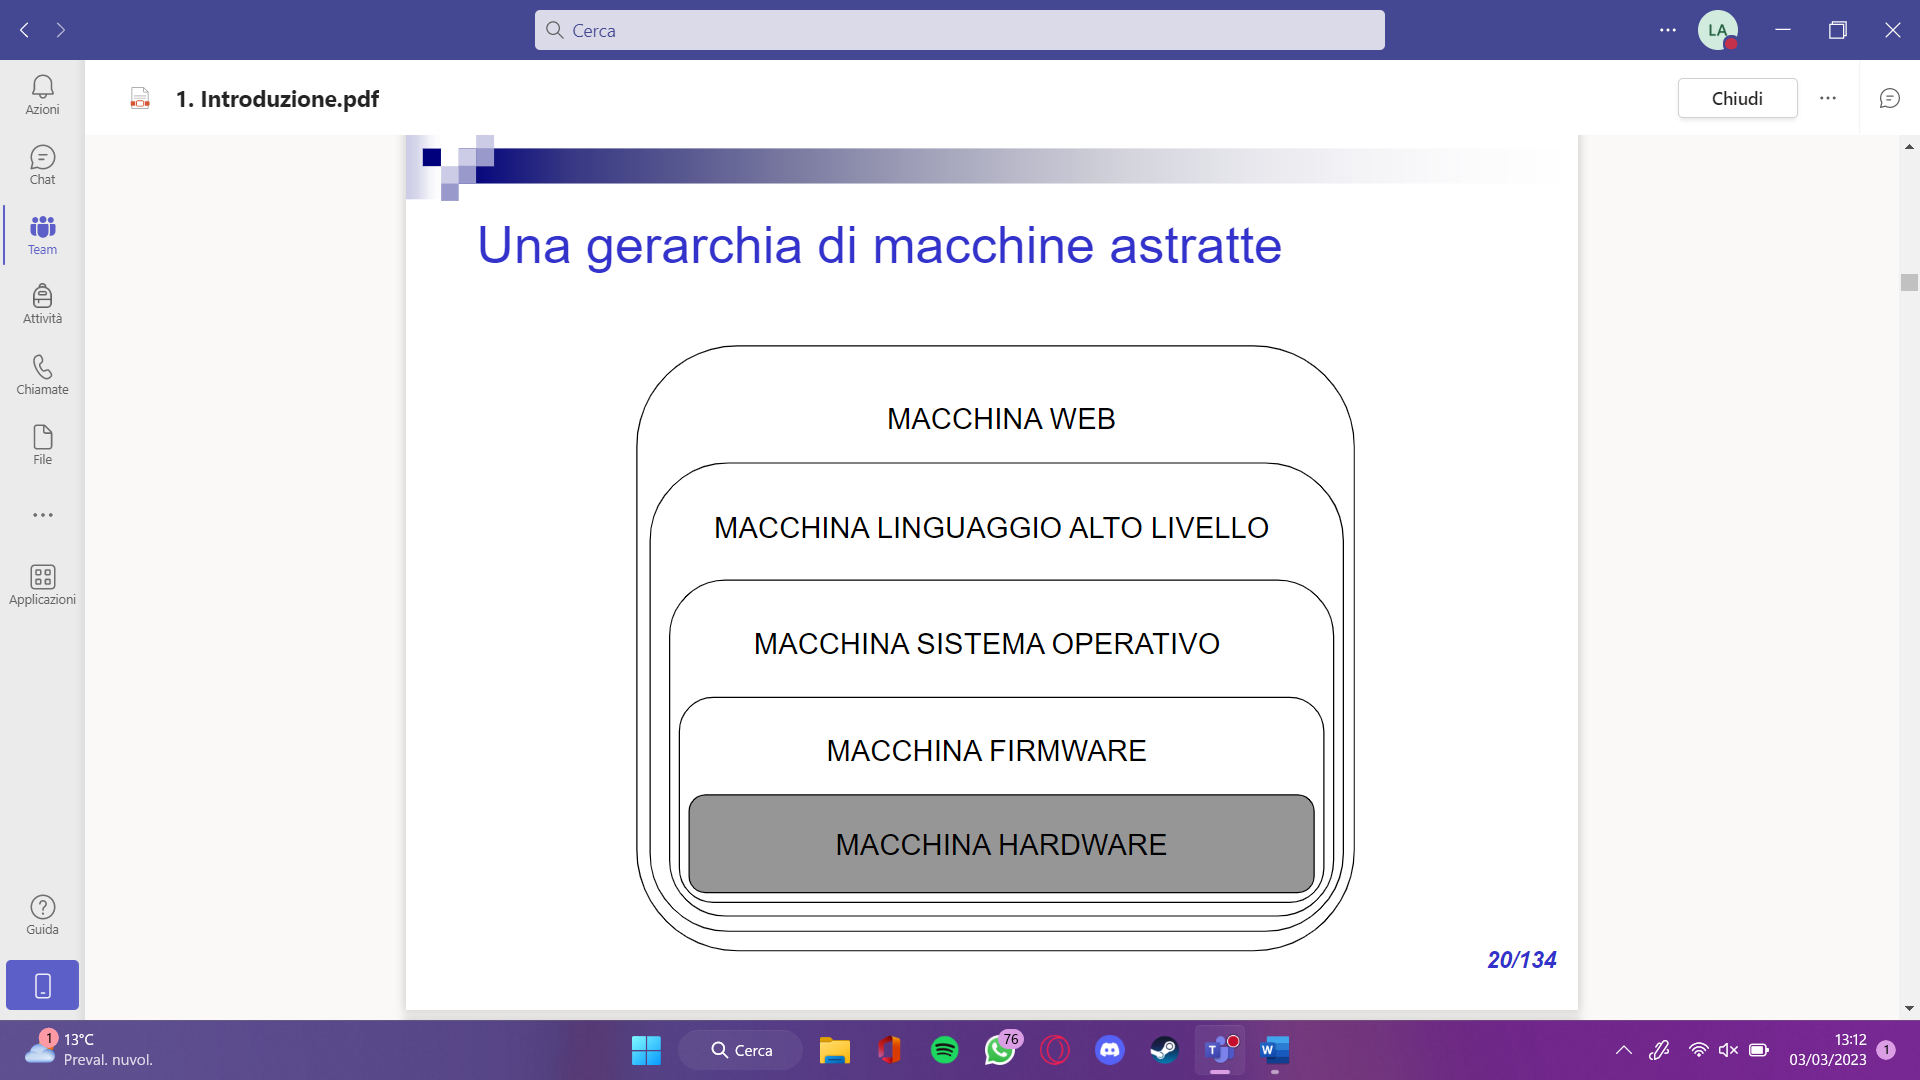 Cerca
LA
Azioni
Chat
Team
Attività
Chiamate
File
Applicazioni
Guida
1. Introduzione.pdf
Chiudi
Una gerarchia di macchine astratte
MACCHINA WEB
MACCHINA LINGUAGGIO ALTO LIVELLO
MACCHINA SISTEMA OPERATIVO
MACCHINA FIRMWARE
MACCHINA HARDWARE
20/134
1
13°C
Preval. nuvol.
Cerca
76
T
W
13:12
03/03/2023
1